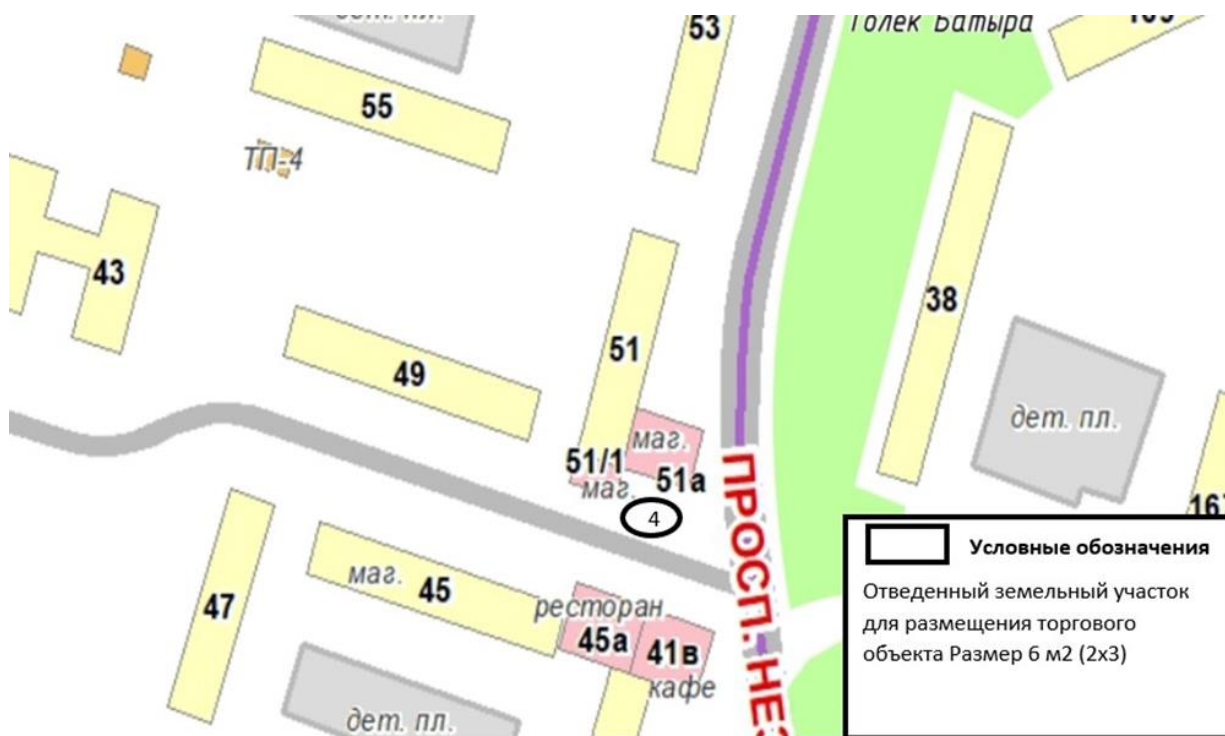 53
Толек Батыра
55
ТП-4
43
38
51
49
дет. пл.
маг.
51/1
51а
маг.
4
маг.
45
47
ресторан
45а
41в
кафе
дет. пл.
ПРОСП. НЕЗ
Условные обозначения
Отведенный земельный участок
для размещения торгового
объекта Размер 6 м2 (2x3)